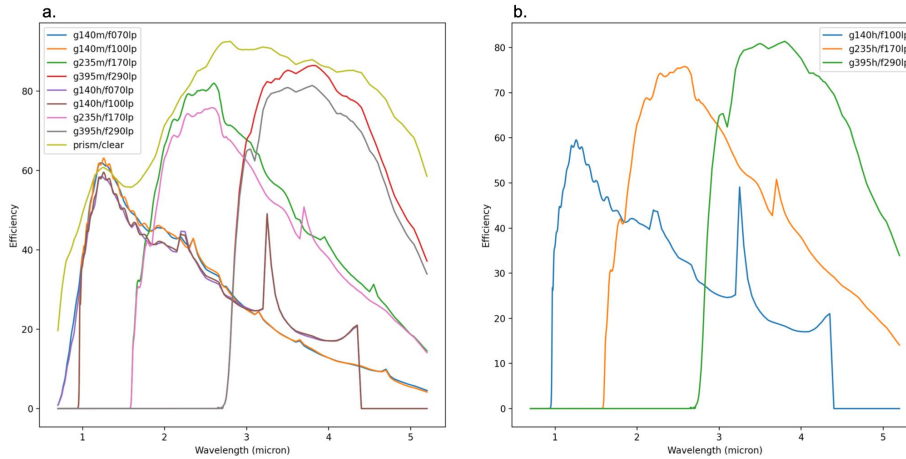 a.
g140m/f070lp
g140m/f100lp
g235m/f170lp
g395m/f290lp
g140h/f070lp
g140h/f100lp
g235h/f170lp
g395h/f290lp
prism/clear
80
60
40
20
0
Efficiency
1 2 3 4 5
Wavelength (micron)
b.
g140h/f100lp
g235h/f170lp
g395h/f290lp
80
70
60
50
40
30
20
10
0
Efficiency
1 2 3 4 5
Wavelength (micron)